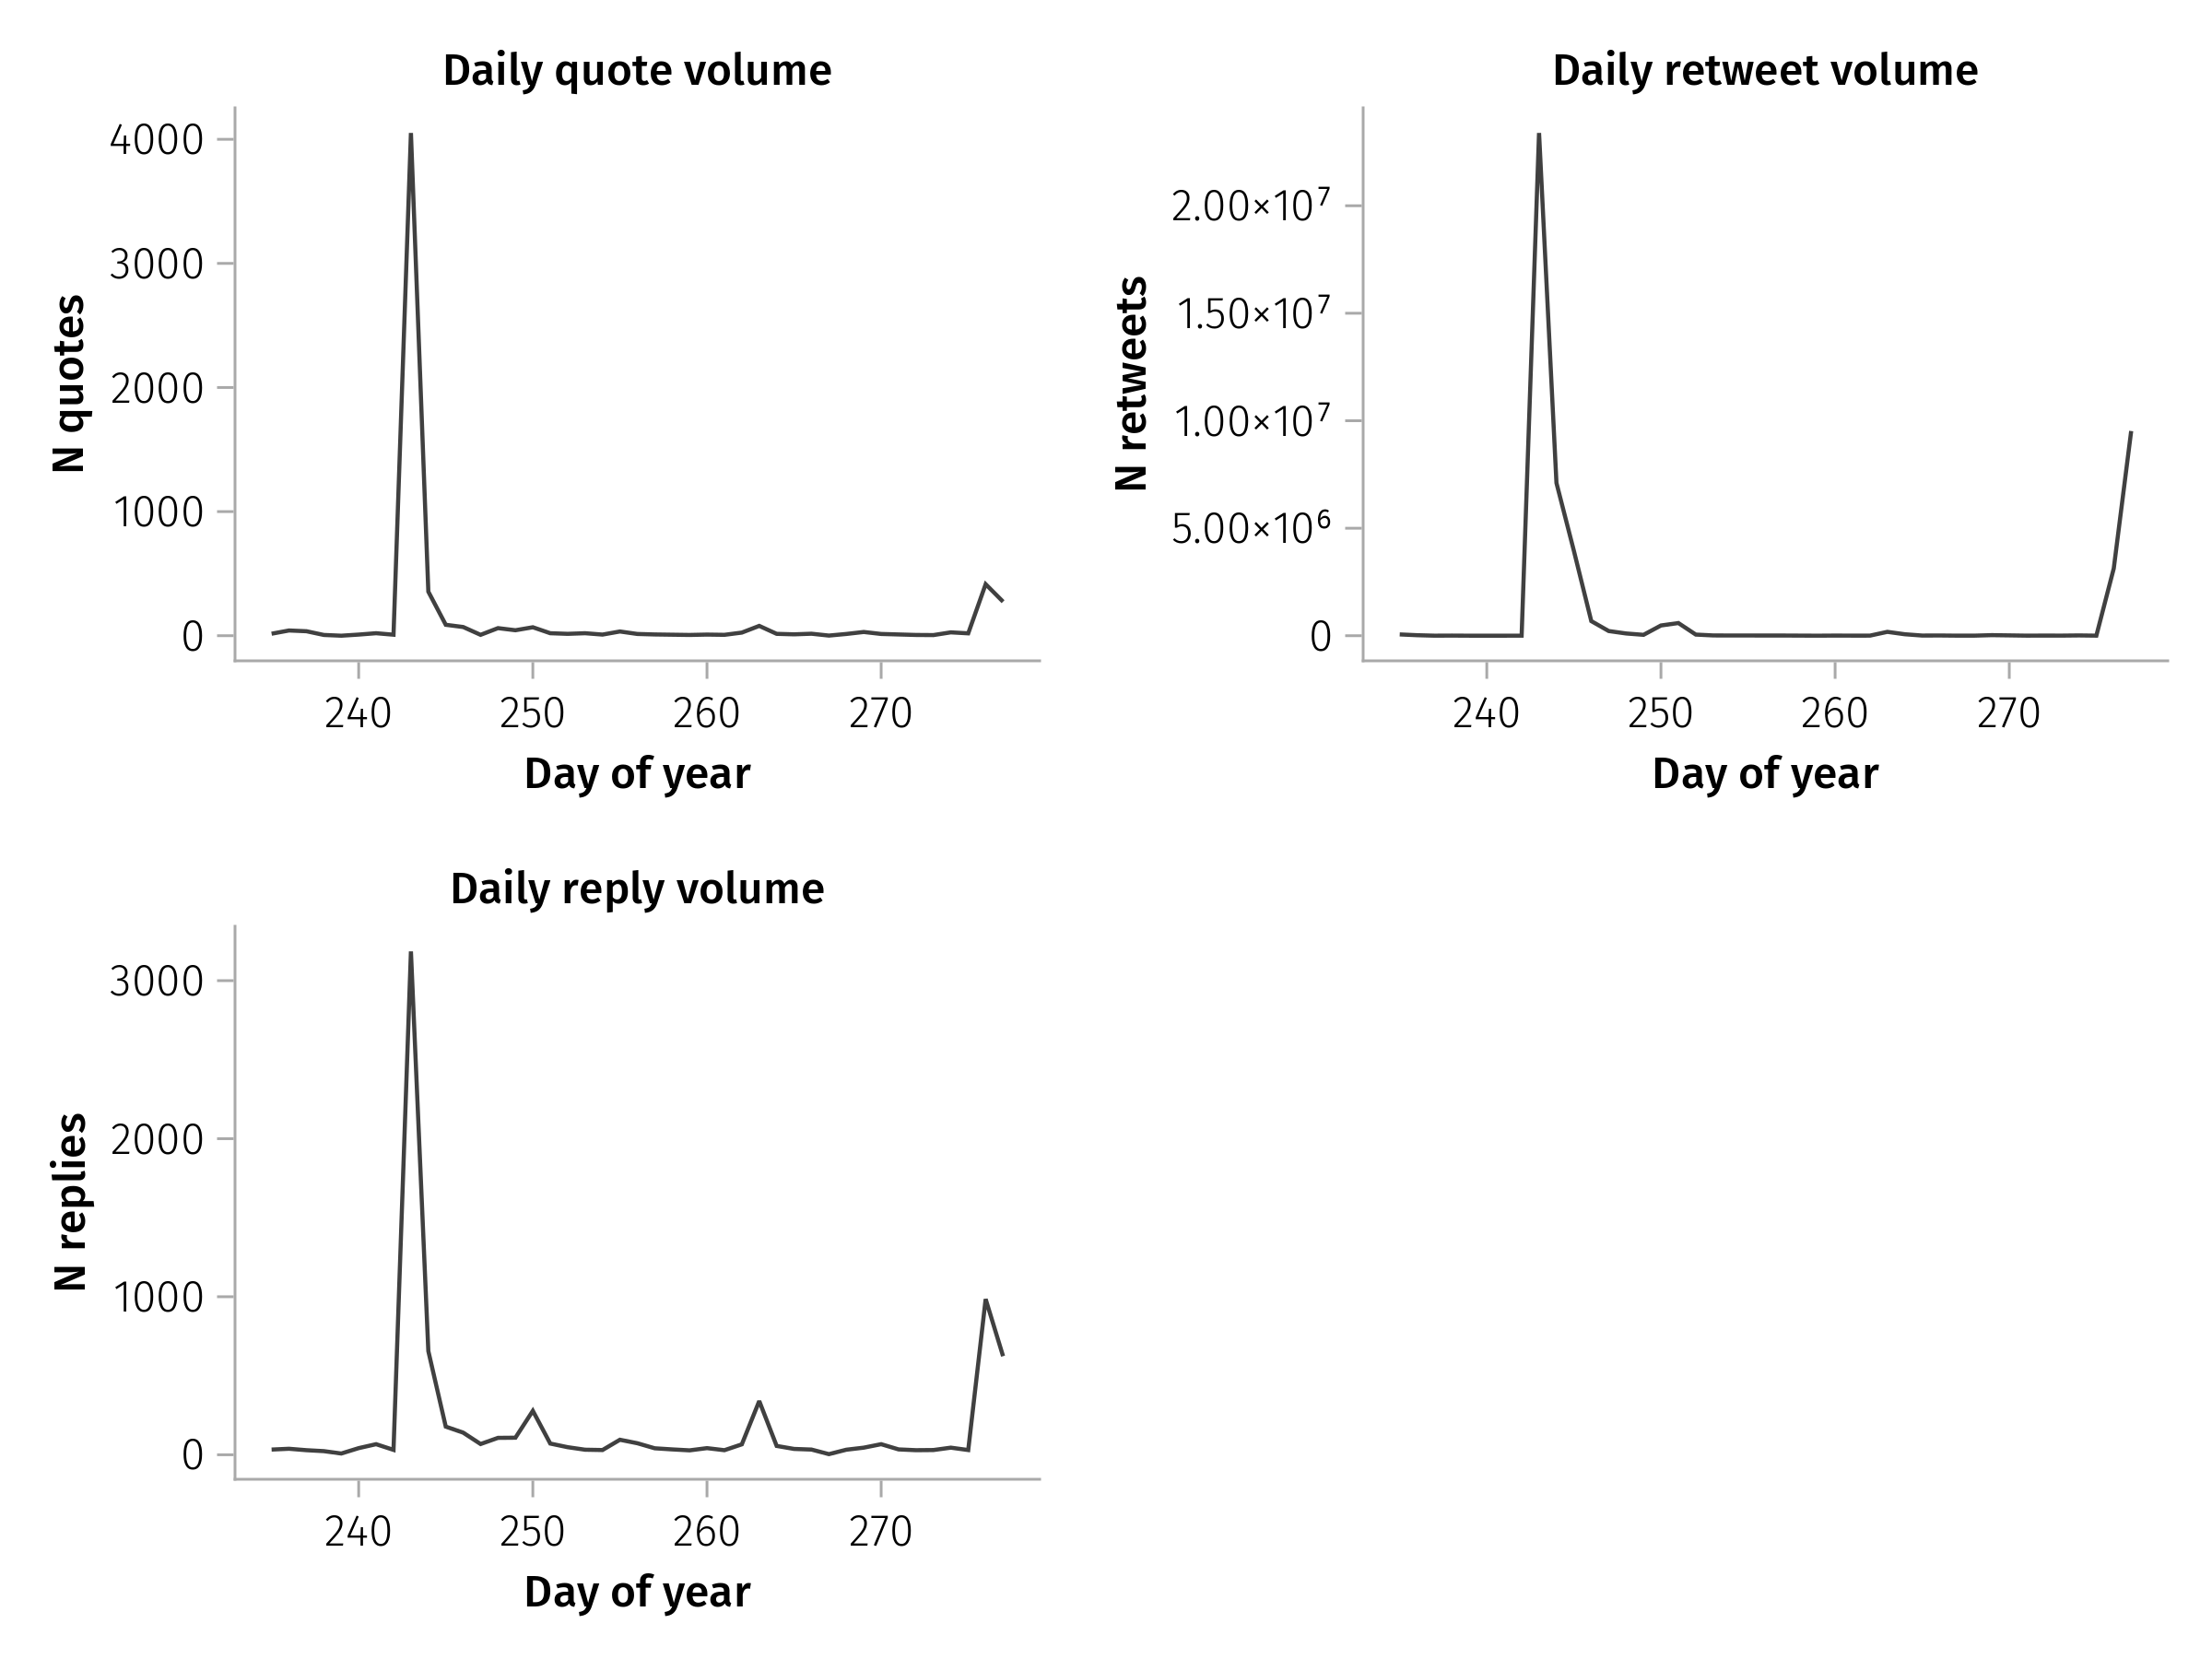 Daily quote volume
N quotes
4000
3000
2000
1000
0
240 250 260 270
Day of year
Daily retweet volume
N retweets
2.00×10⁷
1.50×10⁷
1.00×10⁷
5.00×10⁶
0
240 250 260 270
Day of year
Daily reply volume
N replies
3000
2000
1000
0
240 250 260 270
Day of year